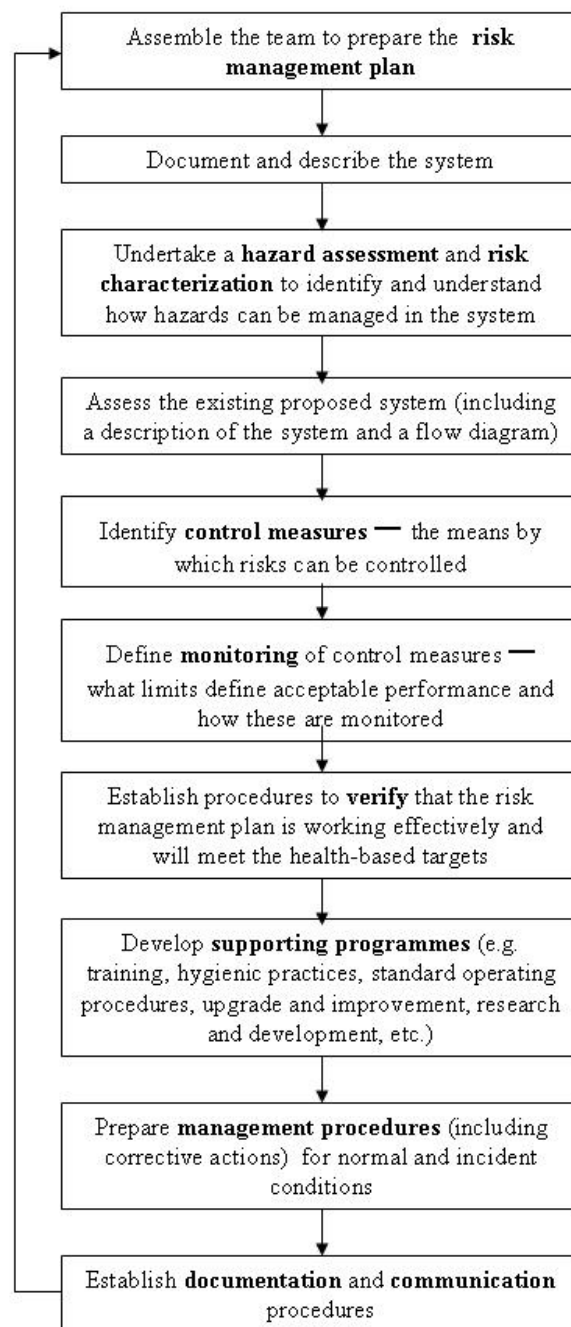 Assemble the team to prepare the risk
management plan
Document and describe the system
Undertake a hazard assessment and risk
characterization to identify and understand
how hazards can be managed in the system
Assess the existing proposed system (including
a description of the system and a flow diagram)
Identify control measures — the means by
which risks can be controlled
Define monitoring of control measures —
what limits define acceptable performance and
how these are monitored
Establish procedures to verify that the risk
management plan is working effectively and
will meet the health-based targets
Develop supporting programmes (e.g.
training, hygienic practices, standard operating
procedures, upgrade and improvement, research
and development, etc.)
Prepare management procedures (including
corrective actions) for normal and incident
conditions
Establish documentation and communication
procedures